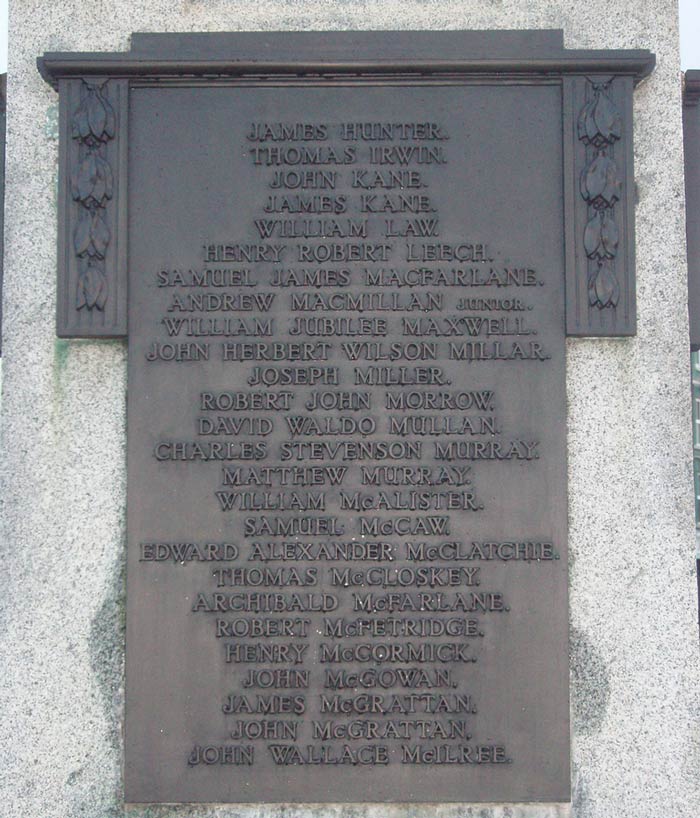 JAMES HUNTER.
THOMAS IRWIN.
JOHN KANE.
JAMES KANE.
WILLIAM LAW.
HENRY ROBERT LEECH.
SAMUEL JAMES MACFARLANE.
ANDREW MACMILLAN JUNIOR.
WILLIAM JUBILEE MAXWELL.
JOHN HERBERT WILSON MILLAR.
JOSEPH MILLER.
ROBERT JOHN MORROW.
DAVID WALDO MULLAN.
CHARLES STEVENSON MURRAY.
MATTHEW MURRAY.
WILLIAM McALISTER.
SAMUEL McCAW.
EDWARD ALEXANDER McCLATCHIE.
THOMAS McCLOSKEY.
ARCHIBALD McFARLANE.
ROBERT McFETRIDGE.
HENRY McCORMICK.
JOHN McGOWAN.
JAMES McGRATTAN.
JOHN McGRATTAN.
JOHN WALLACE McILREE.